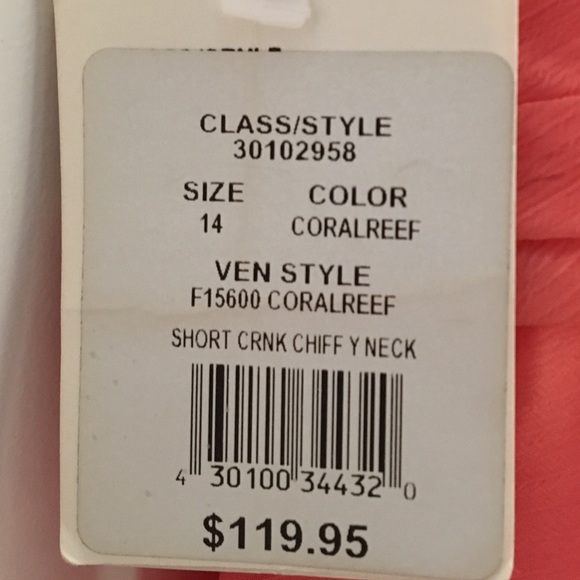 CLASS/STYLE
30102958
SIZE COLOR
14 CORALREEF
VEN STYLE
F15600 CORALREEF
SHORT CRNK CHIFF Y NECK
4 30100 34432 0
$119.95